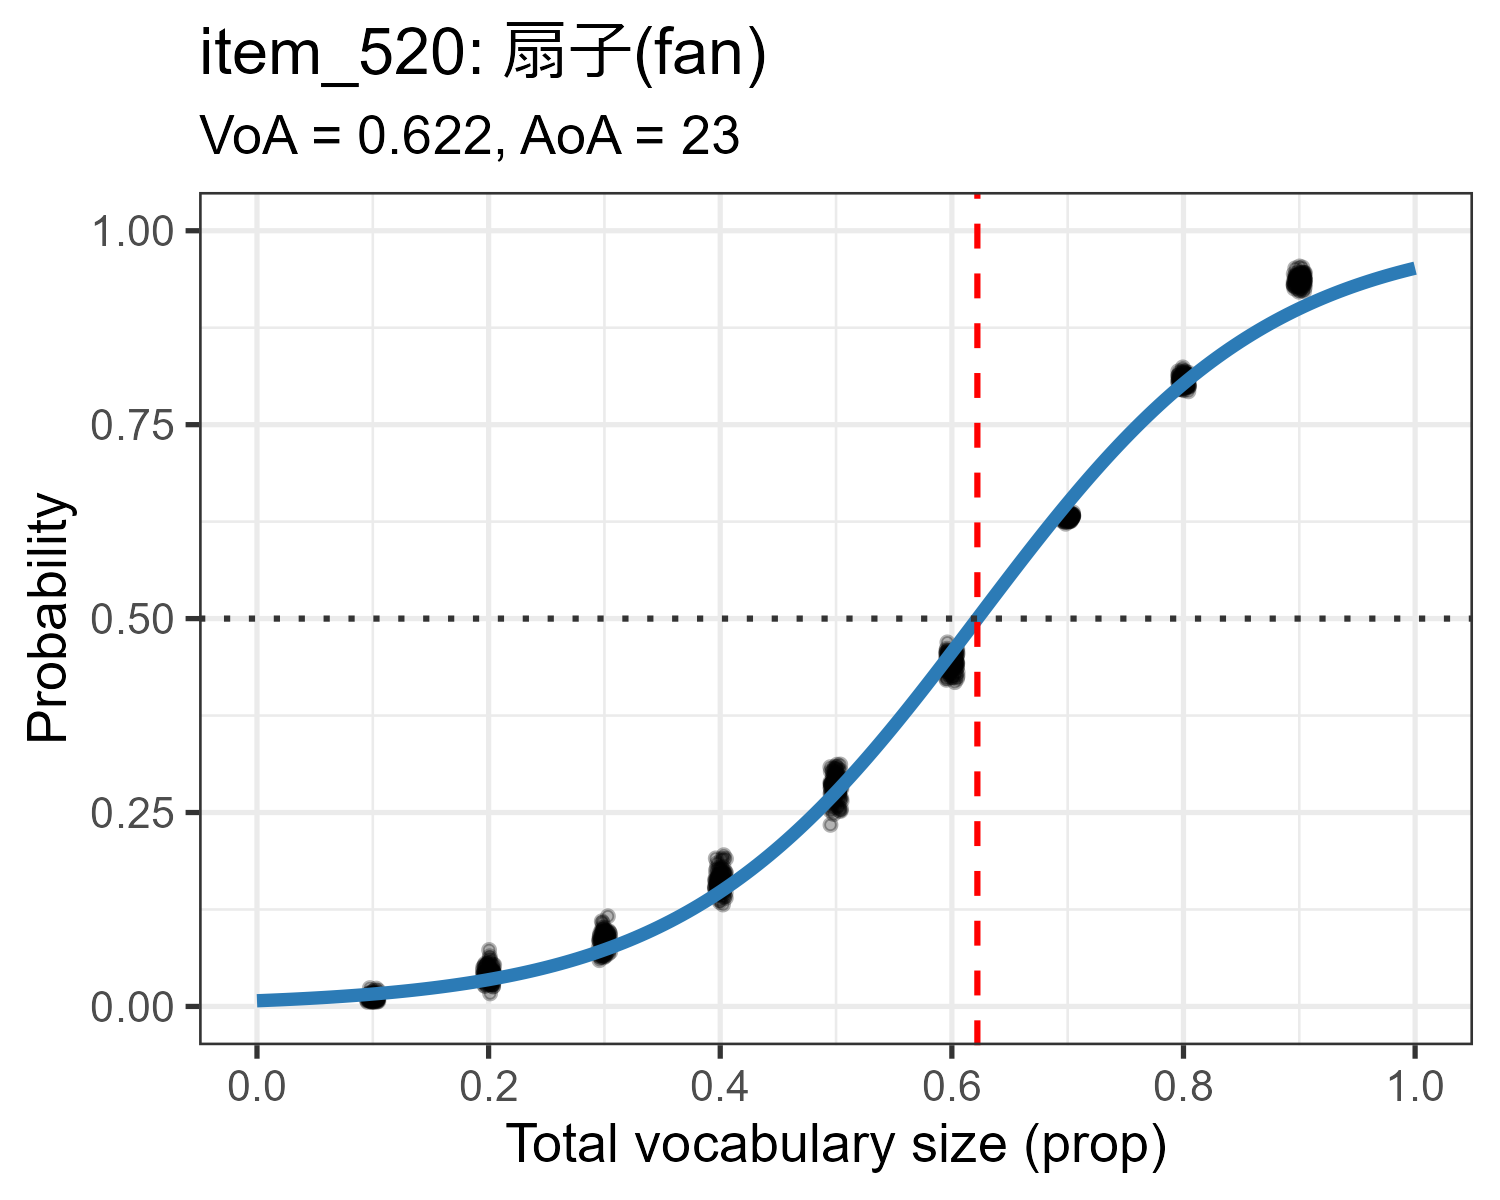 item_520: 扇子(fan)
VoA = 0.622, AoA = 23
1.00
0.75
0.50
0.25
0.00
Probability
0.0 0.2 0.4 0.6 0.8 1.0
Total vocabulary size (prop)